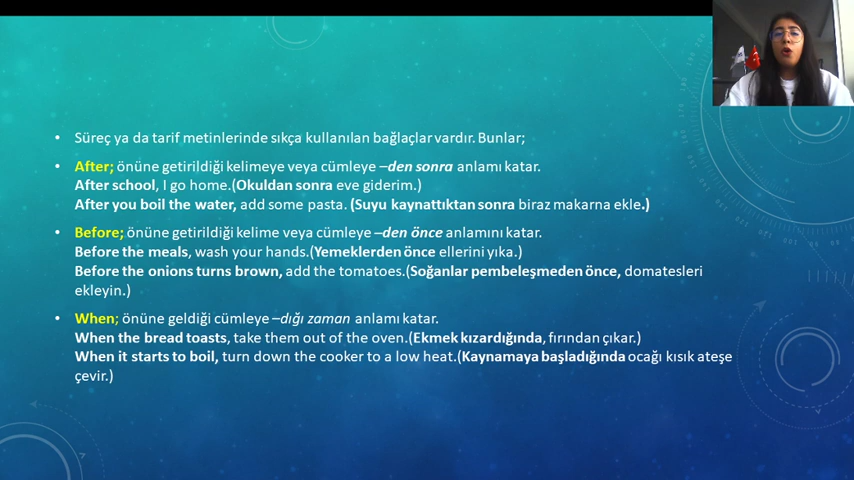 • Süreç ya da tarif metinlerinde sıkça kullanılan bağlaçlar vardır. Bunlar;
• After; önüne getirildiği kelimeye veya cümleye –den sonra anlamı katar.
After school, I go home.(Okuldan sonra eve giderim.)
After you boil the water, add some pasta. (Suyu kaynattıktan sonra biraz makarna ekle.)
• Before; önüne getirildiği kelime veya cümleye –den önce anlamını katar.
Before the meals, wash your hands.(Yemeklerden önce ellerini yıka.)
Before the onions turns brown, add the tomatoes.(Soğanlar pembeleşmeden önce, domatesleri
ekleyin.)
• When; önüne geldiği cümleye –dığı zaman anlamı katar.
When the bread toasts, take them out of the oven.(Ekmek kızardığında, fırından çıkar.)
When it starts to boil, turn down the cooker to a low heat.(Kaynamaya başladığında ocağı kısık ateşe
çevir.)